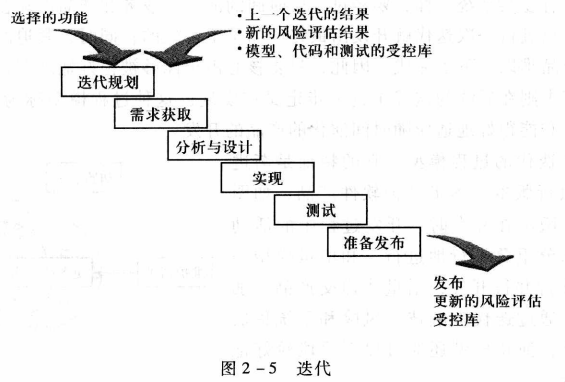 选择的功能
·上一个迭代的结果
·新的风险评估结果
·模型、代码和测试的受控库
迭代规划
需求获取
分析与设计
实现
测试
准备发布
发布
更新的风险评估
受控库
图2-5 迭代